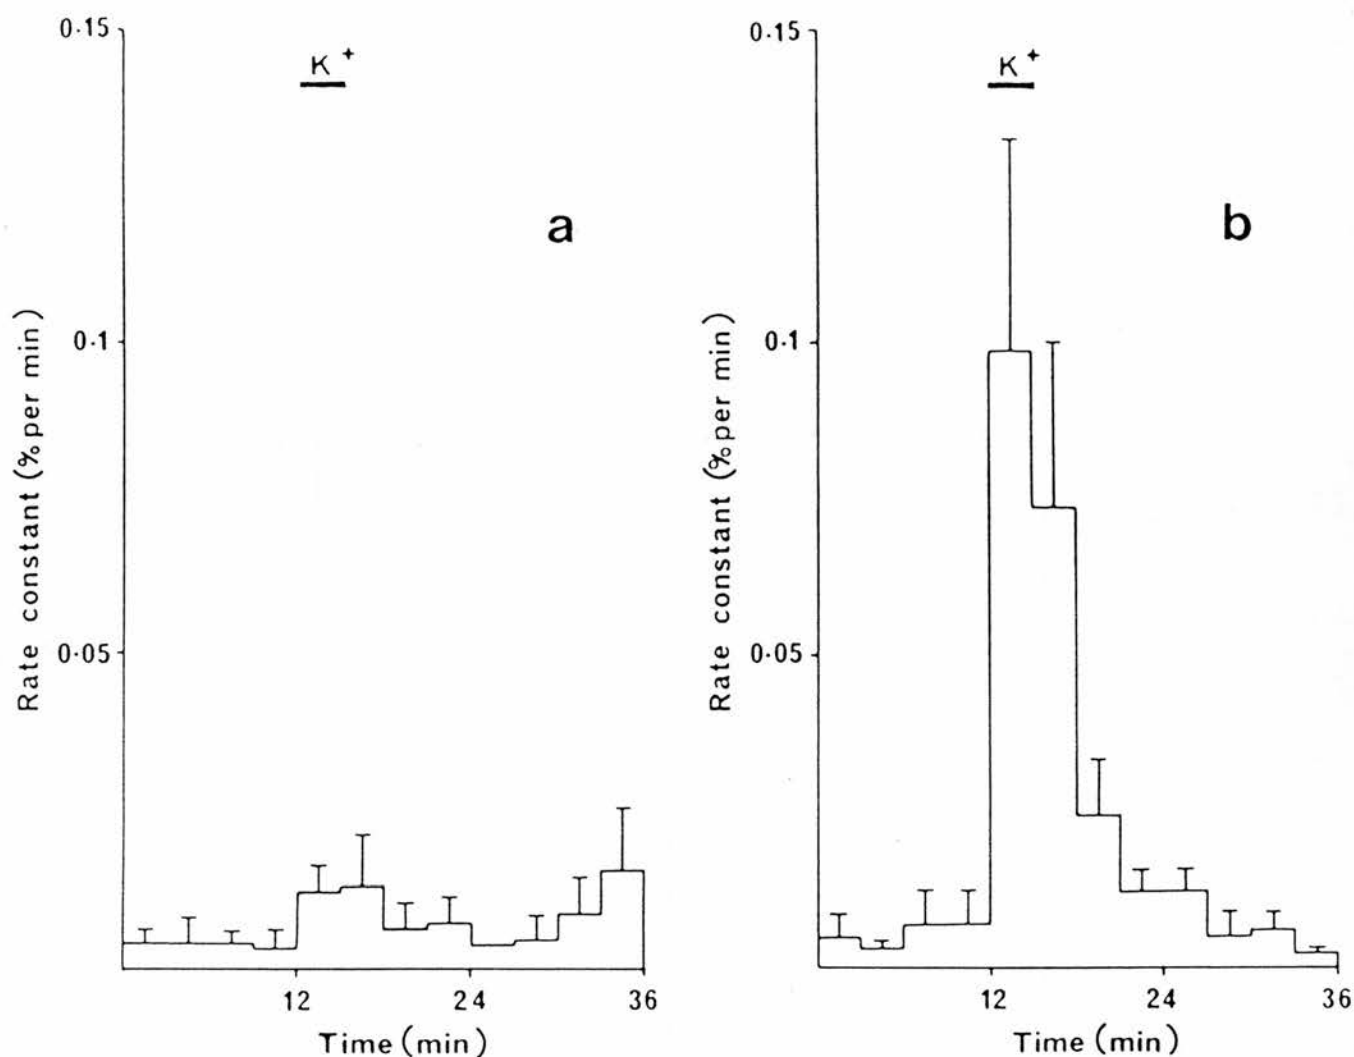 0·15
K+
a
Rate constant (% per min)
0.1
0·05
12
24
36
Time (min)
0·15
K+
b
Rate constant (% per min)
0·1
0·05
12
24
36
Time (min)